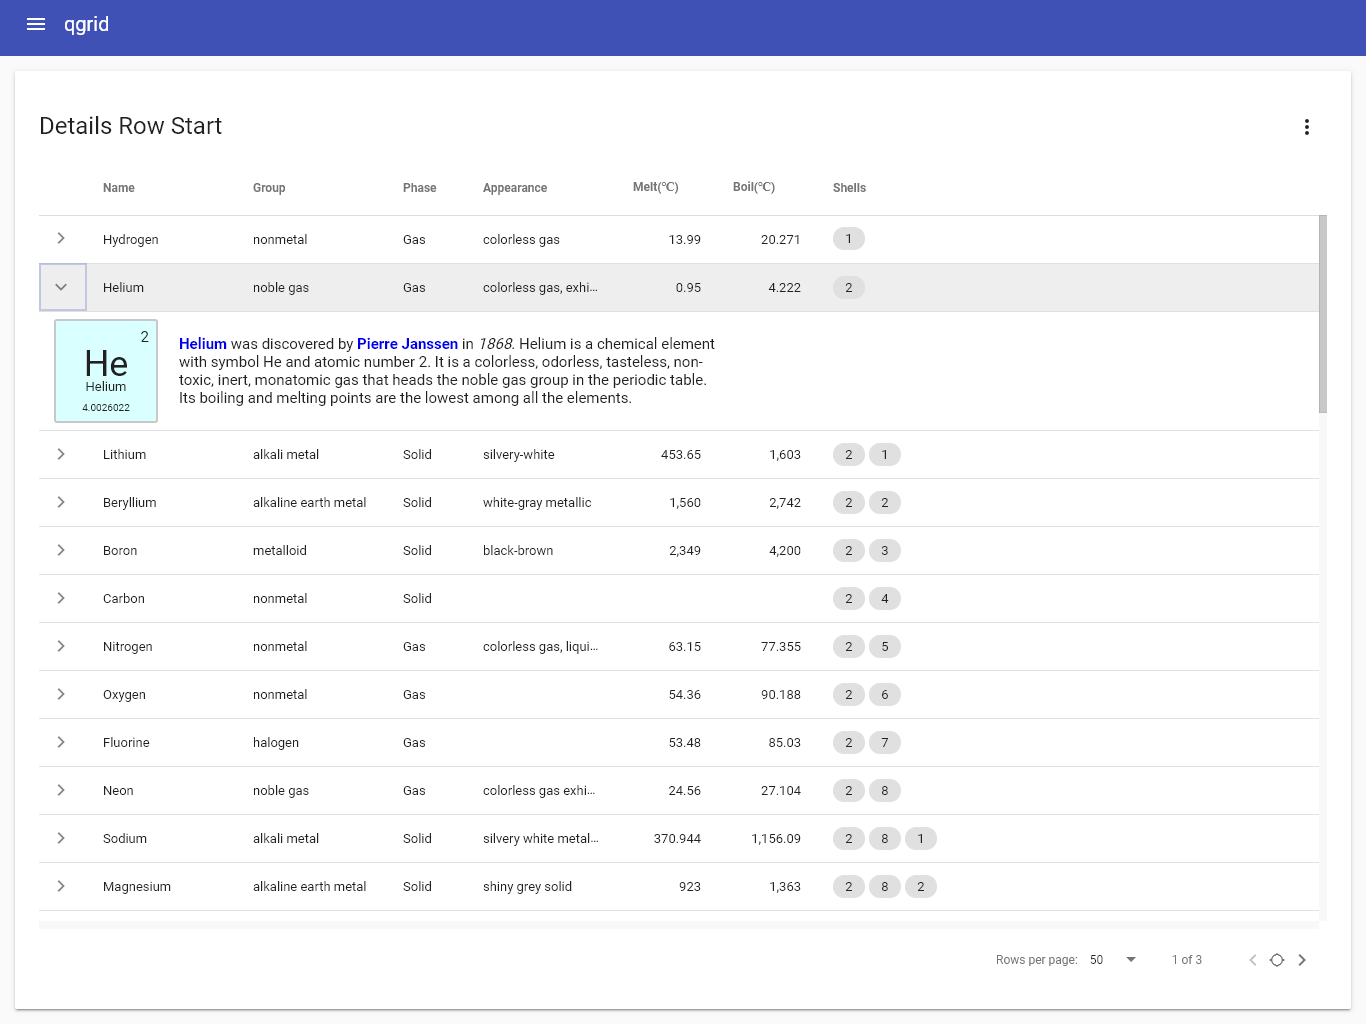 qgrid
Details Row Start
Name Group Phase Appearance Melt(°C) Boil(°C) Shells
Hydrogen nonmetal Gas colorless gas 13.99 20.271 1
Helium noble gas Gas colorless gas, exhi... 0.95 4.222 2
2
He
Helium
4.0026022
Helium was discovered by Pierre Janssen in 1868. Helium is a chemical element
with symbol He and atomic number 2. It is a colorless, odorless, tasteless, non-
toxic, inert, monatomic gas that heads the noble gas group in the periodic table.
Its boiling and melting points are the lowest among all the elements.
Lithium alkali metal Solid silvery-white 453.65 1,603 2 1
Beryllium alkaline earth metal Solid white-gray metallic 1,560 2,742 2 2
Boron metalloid Solid black-brown 2,349 4,200 2 3
Carbon nonmetal Solid 2 4
Nitrogen nonmetal Gas colorless gas, liqui... 63.15 77.355 2 5
Oxygen nonmetal Gas 54.36 90.188 2 6
Fluorine halogen Gas 53.48 85.03 2 7
Neon noble gas Gas colorless gas exhi... 24.56 27.104 2 8
Sodium alkali metal Solid silvery white metal... 370.944 1,156.09 2 8 1
Magnesium alkaline earth metal Solid shiny grey solid 923 1,363 2 8 2
Rows per page: 50 1 of 3